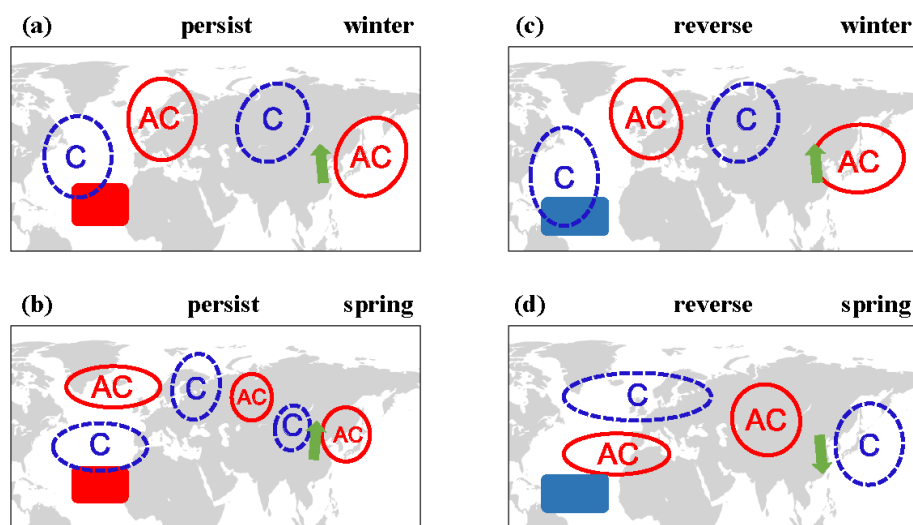 (a) persist winter
C AC C AC
(c) reverse winter
C AC C AC
(b) persist spring
AC C AC C AC
C
(d) reverse spring
C AC C
AC